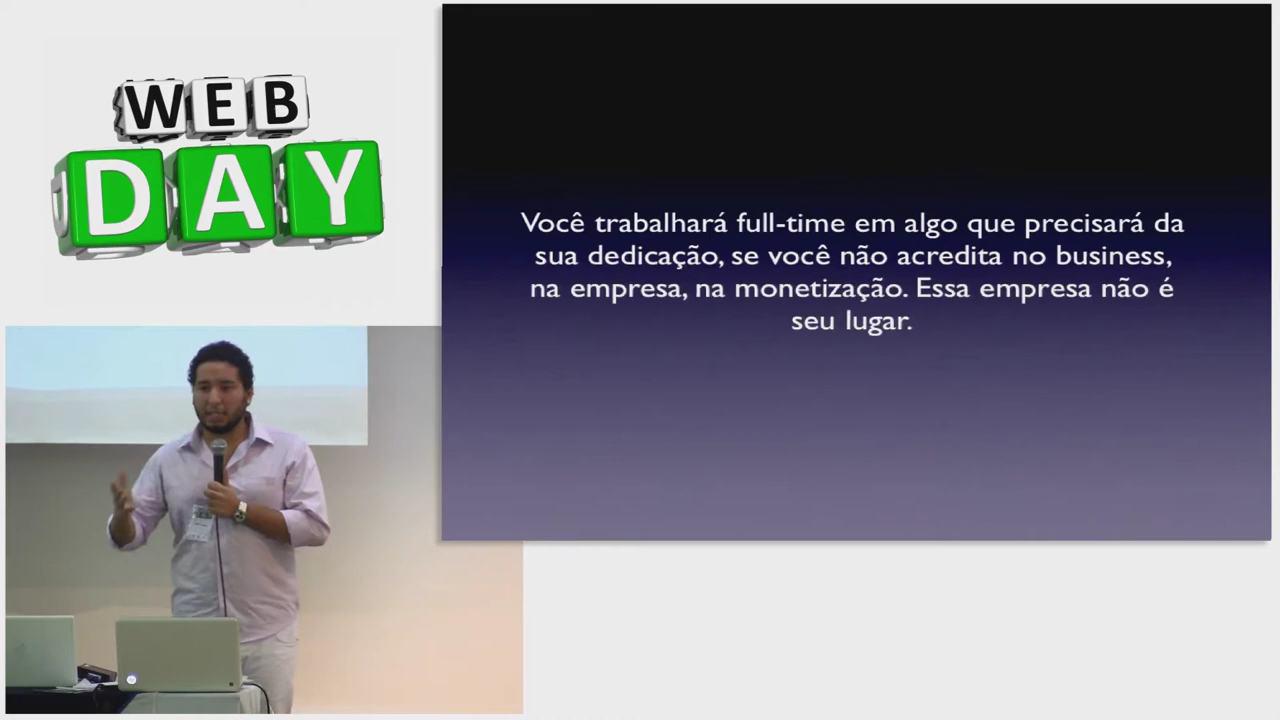 WEB
DAY
Você trabalhará full-time em algo que precisará da
sua dedicação, se você não acredita no business,
na empresa, na monetização. Essa empresa não é
seu lugar.